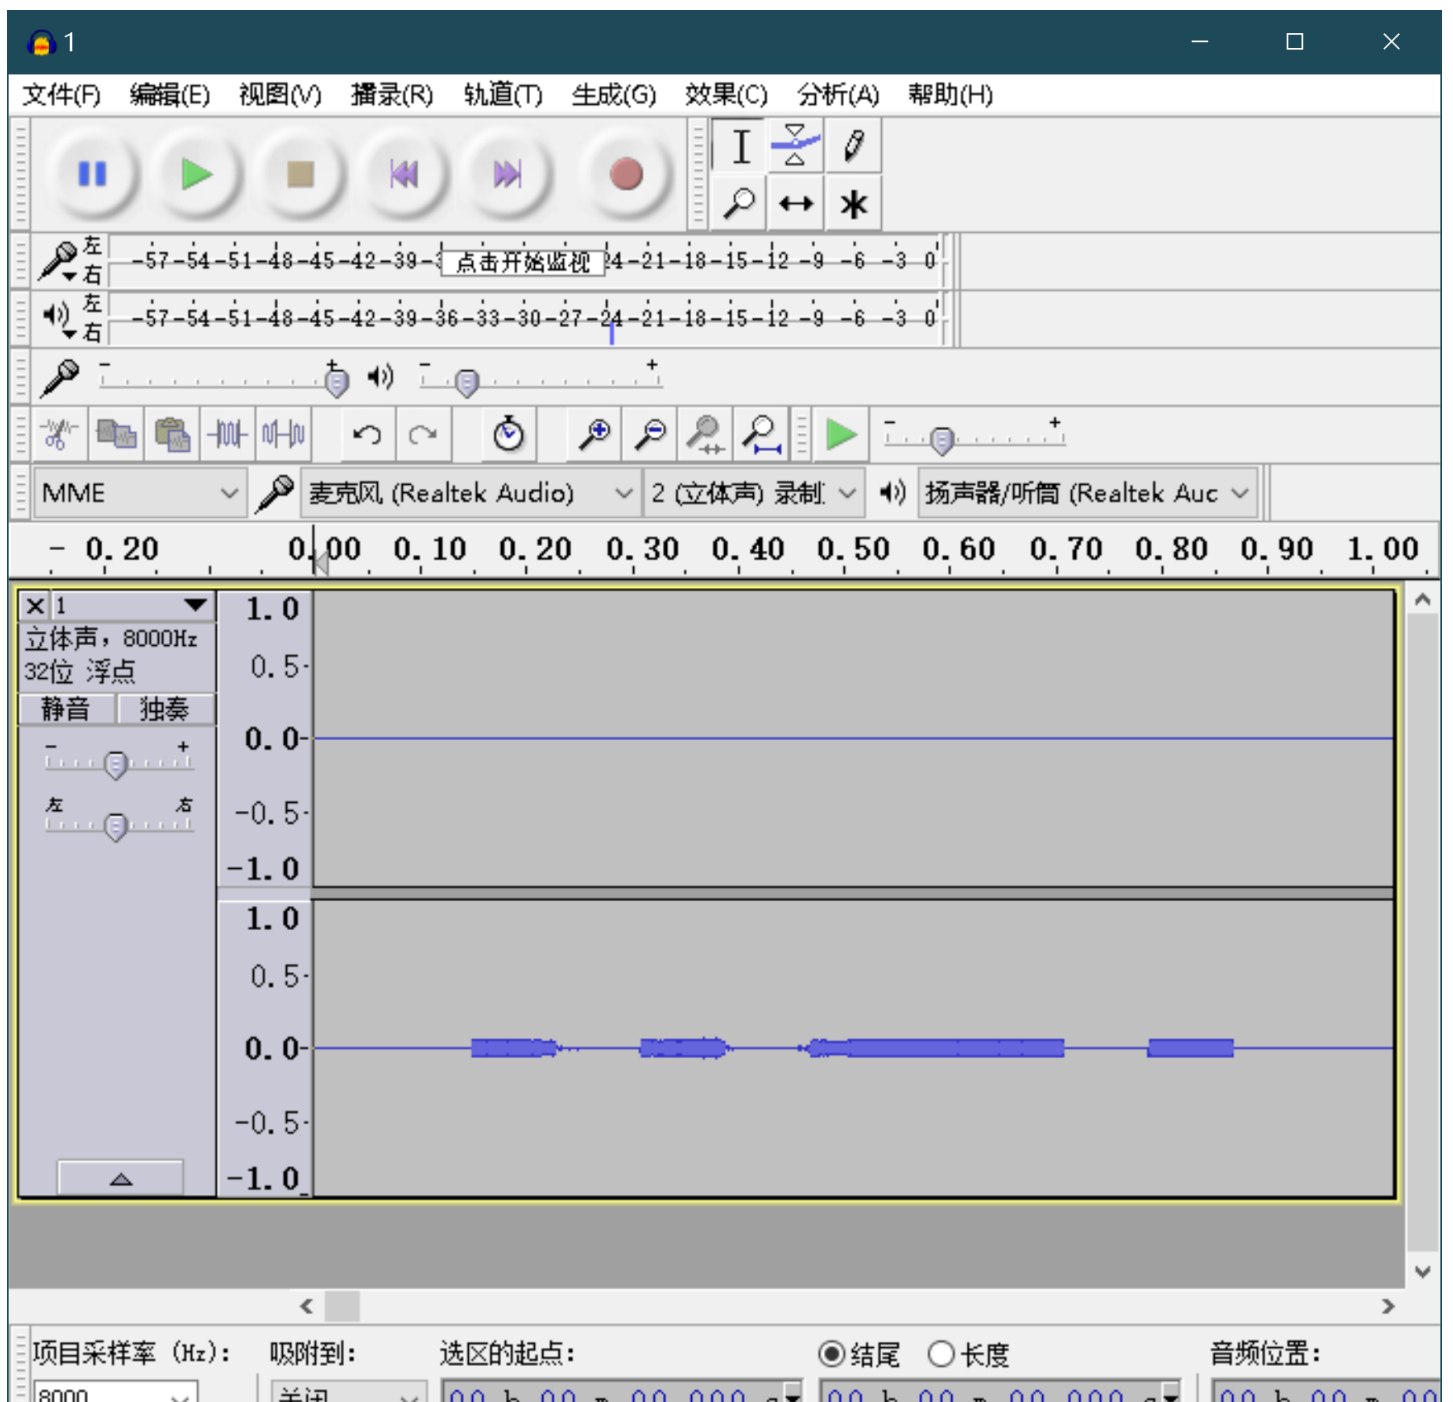 1
文件(F) 编辑(E) 视图(V) 播录(R) 轨道(T) 生成(G) 效果(C) 分析(A) 帮助(H)
左
右
-57 -54 -51 -48 -45 -42 -39 点击开始监视 -21 -18 -15 -12 -9 -6 -3 0
左
右
-57 -54 -51 -48 -45 -42 -39 -36 -33 -30 -27 -24 -21 -18 -15 -12 -9 -6 -3 0
- +
- +
- +
MME 麦克风 (Realtek Audio) 2 (立体声) 录制 扬声器/听筒 (Realtek Auc
- 0.20 0.00 0.10 0.20 0.30 0.40 0.50 0.60 0.70 0.80 0.90 1.00
1
立体声, 8000Hz
32位 浮点
静音 独奏
- +
左 右
1.0
0.5
0.0
-0.5
-1.0
1.0
0.5
0.0
-0.5
-1.0
项目采样率 (Hz): 吸附到: 选区的起点: 结尾 长度 音频位置:
8000 关闭